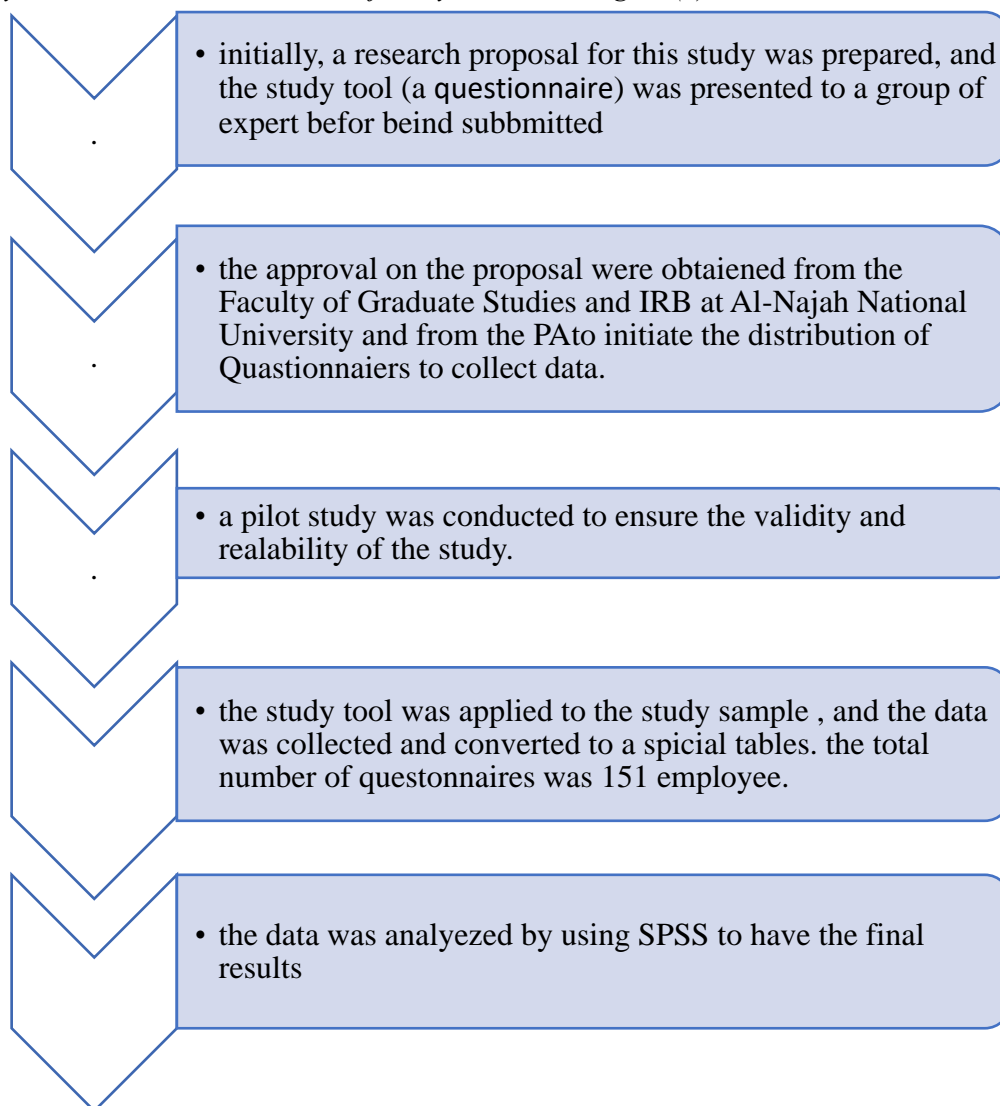 • initially, a research proposal for this study was prepared, and
the study tool (a questionnaire) was presented to a group of
expert befor beind subbmitted
.
• the approval on the proposal were obtaiened from the
Faculty of Graduate Studies and IRB at Al-Najah National
University and from the PAto initiate the distribution of
Quastionnaiers to collect data.
.
• a pilot study was conducted to ensure the validity and
realability of the study.
.
• the study tool was applied to the study sample , and the data
was collected and converted to a spicial tables. the total
number of questonnaires was 151 employee.
• the data was analyezed by using SPSS to have the final
results